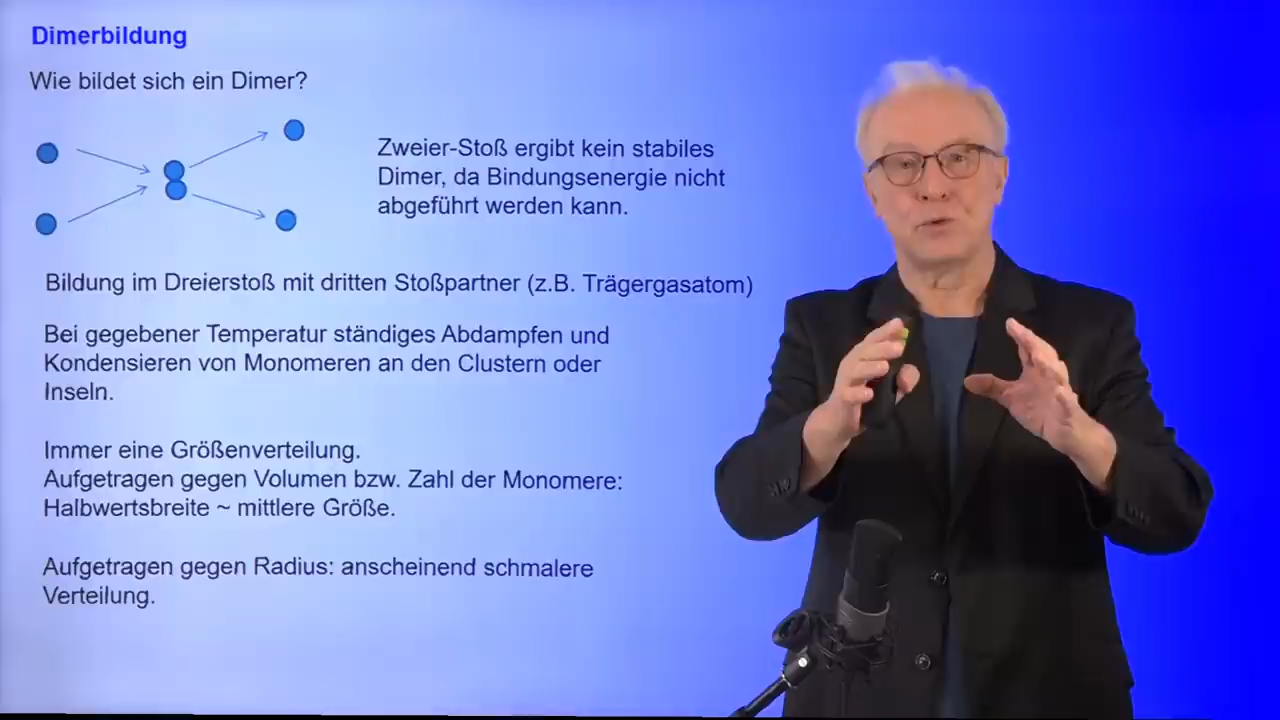 Dimerbildung
Wie bildet sich ein Dimer?
Zweier-Stoß ergibt kein stabiles
Dimer, da Bindungsenergie nicht
abgeführt werden kann.
Bildung im Dreierstoß mit dritten Stoßpartner (z.B. Trägergasatom)
Bei gegebener Temperatur ständiges Abdampfen und
Kondensieren von Monomeren an den Clustern oder
Inseln.
Immer eine Größenverteilung.
Aufgetragen gegen Volumen bzw. Zahl der Monomere:
Halbwertsbreite ~ mittlere Größe.
Aufgetragen gegen Radius: anscheinend schmalere
Verteilung.